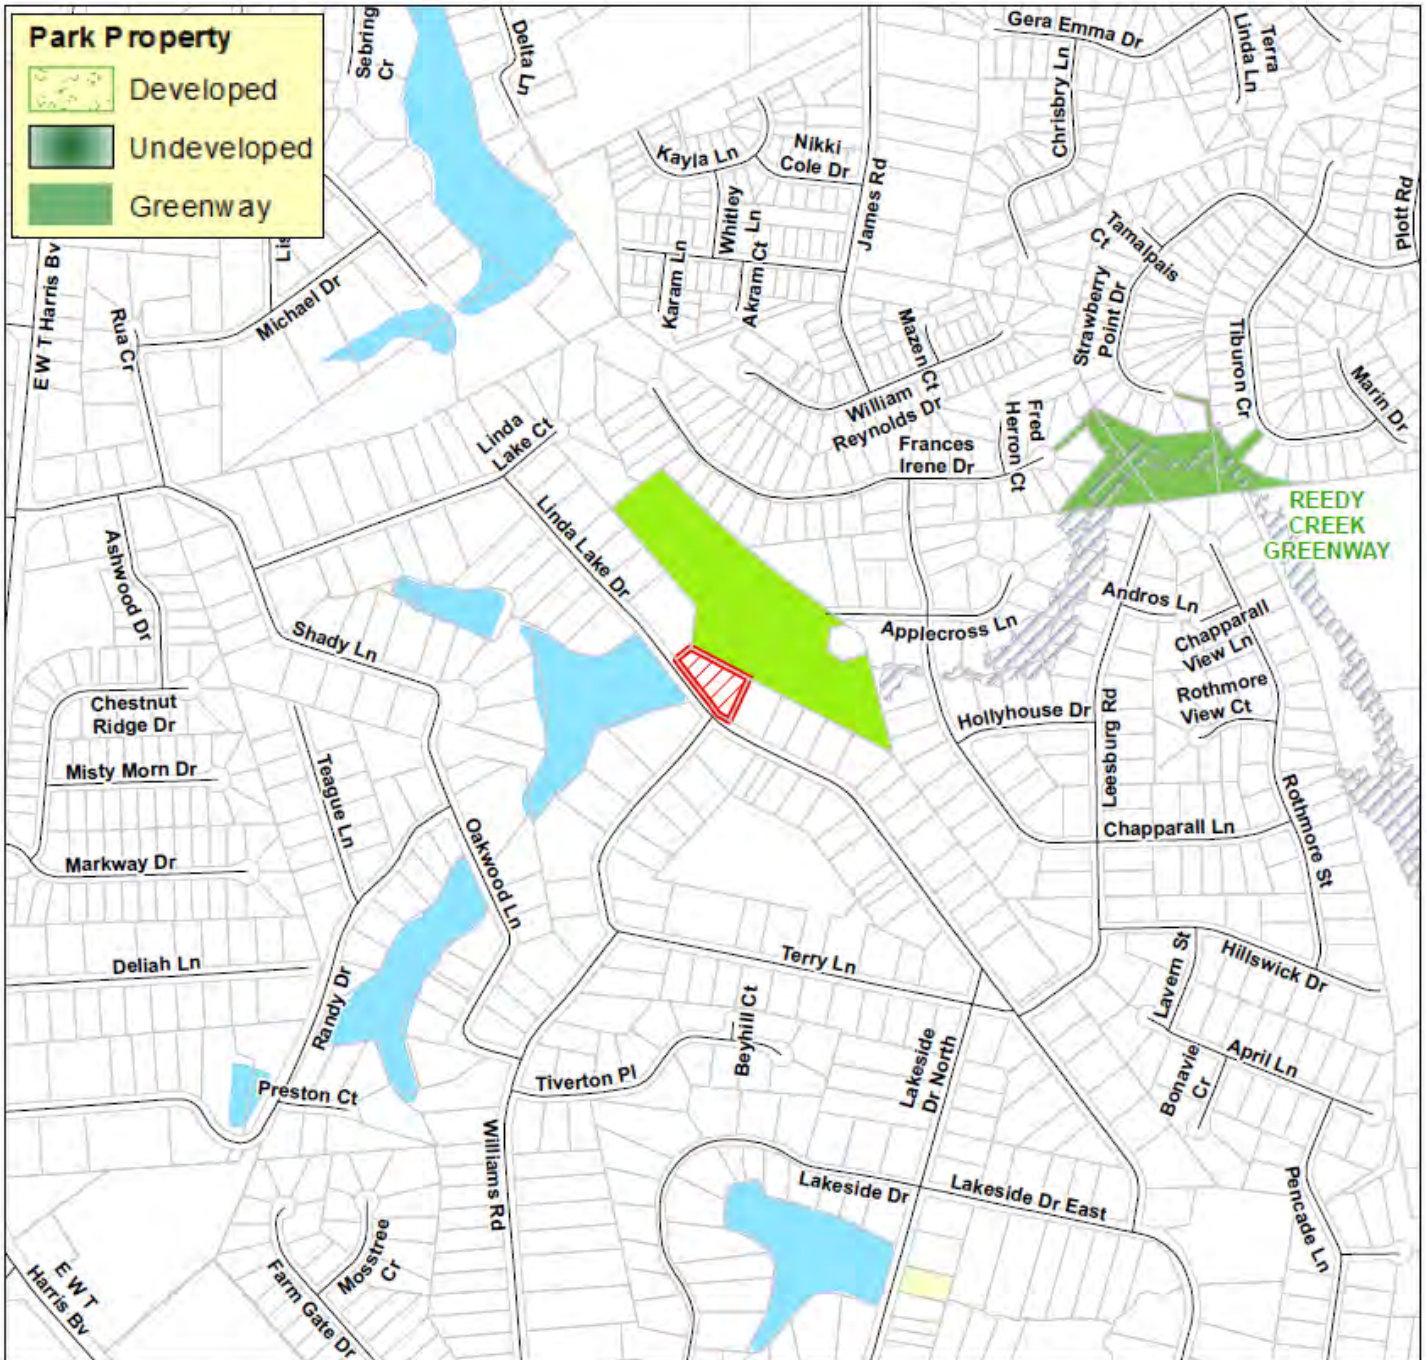 Park Property
Developed
Undeveloped
Greenway
Sebring
Cr
Delta Ln
Gera Emma Dr
Terra
Linda Ln
Chrisbry Ln
Kayla Ln
Nikki
Cole Dr
James Rd
Plott Rd
Whitley
Ln
Karam Ln
Akram Ct
Tamalpais
Ct
Strawberry
Point Dr
E W T Harris Bv
Rua Cr
Michael Dr
Mazen Ct
Tiburon Cr
Marin Dr
William
Reynolds Dr
Fred
Herron Ct
Frances
Irene Dr
Linda
Lake Ct
Linda Lake Dr
REEDY
CREEK
GREENWAY
Ashwood Dr
Shady Ln
Applecross Ln
Andros Ln
Chapparall
View Ln
Rothmore
View Ct
Chestnut
Ridge Dr
Hollyhouse Dr
Leesburg Rd
Misty Morn Dr
Teague Ln
Chapparall Ln
Rothmore St
Markway Dr
Oakwood Ln
Deliah Ln
Randy Dr
Terry Ln
Lavern St
Hillswick Dr
Beyhill Ct
Lakeside
Dr North
April Ln
Bonavie
Cr
Tiverton Pl
Preston Ct
Williams Rd
Lakeside Dr
Lakeside Dr East
Pencade Ln
Mosstree
Cr
Farm Gate Dr
E W T
Harris Bv